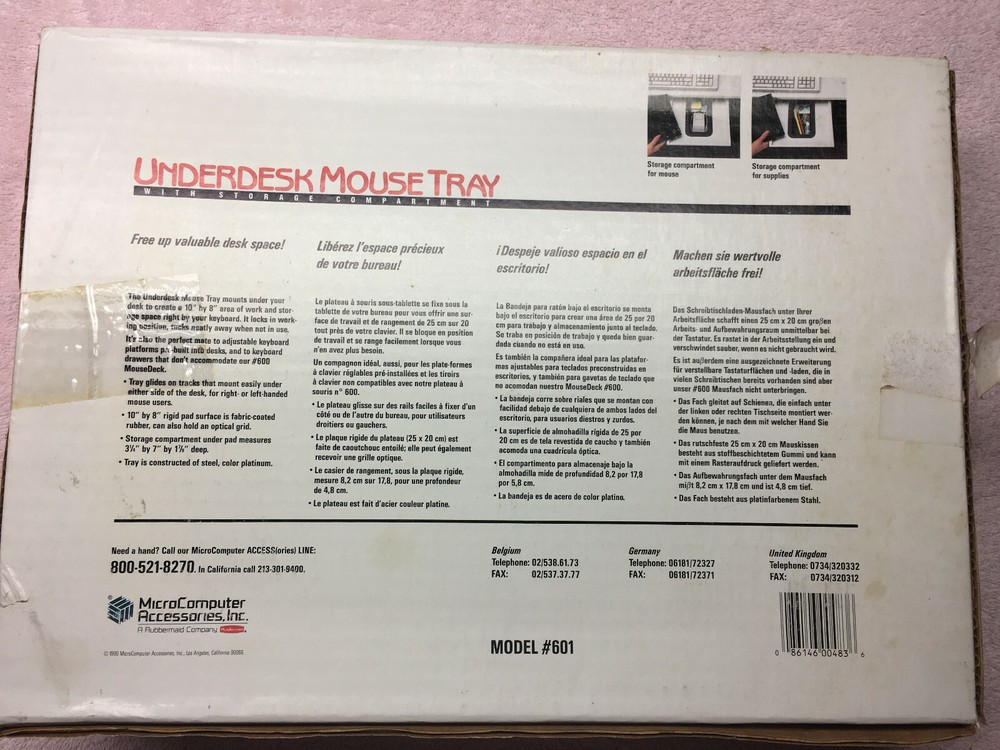 Storage compartment
for mouse
Storage compartment
for supplies
UNDERDESK MOUSE TRAY
WITH STORAGE COMPARTMENT
Free up valuable desk space!
The Underdesk Mouse Tray mounts under your
desk to create a 10" by 8" area of work and stor-
age space right by your keyboard. It locks in work-
ing position, tucks neatly away when not in use.
It's also the perfect mate to adjustable keyboard
platforms pre-built into desks, and to keyboard
drawers that don't accommodate our #600
MouseDeck.
• Tray glides on tracks that mount easily under
either side of the desk, for right- or left-handed
mouse users.
• 10" by 8" rigid pad surface is fabric-coated
rubber, can also hold an optical grid.
• Storage compartment under pad measures
3¼" by 7" by 1⅞" deep.
• Tray is constructed of steel, color platinum.
Libérez l'espace précieux
de votre bureau!
Le plateau à souris sous-tablette se fixe sous la
tablette de votre bureau pour vous offrir une sur-
face de travail et de rangement de 25 cm sur 20
tout près de votre clavier. Il se bloque en position
de travail et se range facilement lorsque vous
n'en avez plus besoin.
Un compagnon idéal, aussi, pour les plate-formes
à clavier réglables pré-installées et les tiroirs
à clavier non compatibles avec notre plateau à
souris n° 600.
• Le plateau glisse sur des rails faciles à fixer d'un
côté ou de l'autre du bureau, pour utilisateurs
droitiers ou gauchers.
• Le plaque rigide du plateau (25 x 20 cm) est
faite de caoutchouc entoilé; elle peut également
recevoir une grille optique.
• Le casier de rangement, sous la plaque rigide,
mesure 8,2 cm sur 17,8, pour une profondeur
de 4,8 cm.
• Le plateau est fait d'acier couleur platine.
¡Despeje valioso espacio en el
escritorio!
La Bandeja para ratón bajo el escritorio se monta
bajo el escritorio para crear una área de 25 por 20
cm para trabajo y almacenamiento junto al teclado.
Se traba en posición de trabajo y queda bien guar-
dada cuando no está en uso.
Es también la compañera ideal para las platafor-
mas ajustables para teclados preconstruidas en
escritorios, y también para gavetas de teclado que
no acomodan nuestro MouseDeck #600.
• La bandeja corre sobre rieles que se montan con
facilidad debajo de cualquiera de ambos lados del
escritorio, para usuarios diestros y zurdos.
• La superficie de almohadilla rígida de 25 por
20 cm es de tela revestida de caucho y también
acomoda una cuadrícula óptica.
• El compartimento para almacenaje bajo la
almohadilla mide de profundidad 8,2 por 17,8
por 5,8 cm.
• La bandeja es de acero de color platino.
Machen sie wertvolle
arbeitsfläche frei!
Das Schreibtischladen-Mausfach unter Ihrer
Arbeitsfläche schafft einen 25 cm x 20 cm großen
Arbeits- und Aufbewahrungsraum unmittelbar bei
der Tastatur. Es rastet in der Arbeitsstellung ein und
verschwindet sauber, wenn es nicht gebraucht wird.
Es ist außerdem eine ausgezeichnete Erweiterung
für verstellbare Tastaturflächen und -laden, die in
vielen Schreibtischen bereits vorhanden sind aber
unser #600 Mausfach nicht unterbringen.
• Das Fach gleitet auf Schienen, die einfach unter
der linken oder rechten Tischseite montiert wer-
den können, je nach dem mit welcher Hand Sie
die Maus benutzen.
• Das rutschfeste 25 cm x 20 cm Mauskissen
besteht aus stoffbeschichtetem Gummi und kann
mit einem Rasteraufdruck geliefert werden.
• Das Aufbewahrungsfach unter dem Mausfach
mißt 8,2 cm x 17,8 cm und ist 4,8 cm tief.
• Das Fach besteht aus platinfarbenem Stahl.
Need a hand? Call our MicroComputer ACCESS(ories) LINE:
800-521-8270. In California call 213-301-9400.
Belgium
Telephone: 02/538.61.73
FAX: 02/537.37.77
Germany
Telephone: 06181/72327
FAX: 06181/72371
United Kingdom
Telephone: 0734/320332
FAX: 0734/320312
MicroComputer
Accessories, Inc.
A Rubbermaid Company
© 1990 MicroComputer Accessories, Inc., Los Angeles, California 90066
MODEL #601
0 86146 00483 6